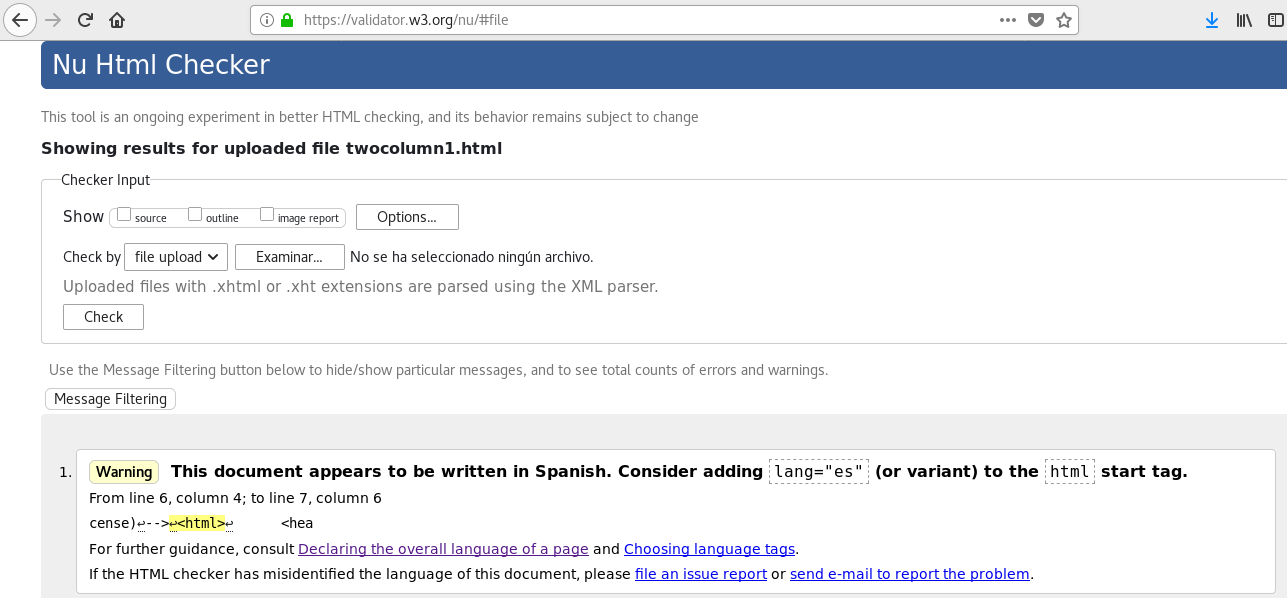 https://validator.w3.org/nu/#file
Nu Html Checker
This tool is an ongoing experiment in better HTML checking, and its behavior remains subject to change
Showing results for uploaded file twocolumn1.html
Checker Input
Show source outline image report Options...
Check by file upload Examinar... No se ha seleccionado ningún archivo.
Uploaded files with .xhtml or .xht extensions are parsed using the XML parser.
Check
Use the Message Filtering button below to hide/show particular messages, and to see total counts of errors and warnings.
Message Filtering
1. Warning This document appears to be written in Spanish. Consider adding lang="es" (or variant) to the html start tag.
From line 6, column 4; to line 7, column 6
cense)↩-->↩<html>↩ <hea
For further guidance, consult Declaring the overall language of a page and Choosing language tags.
If the HTML checker has misidentified the language of this document, please file an issue report or send e-mail to report the problem.